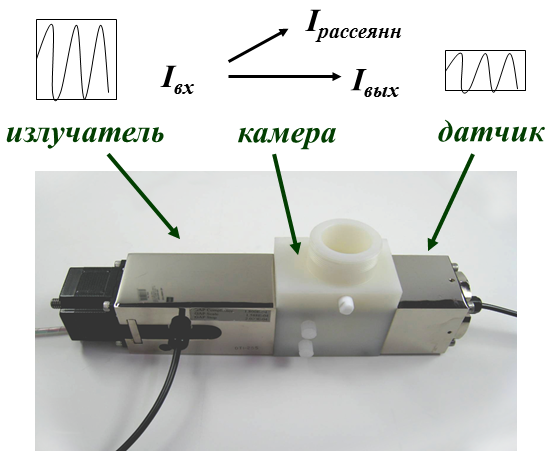 Iрассеянн
Iвх
Iвых
излучатель
камера
датчик